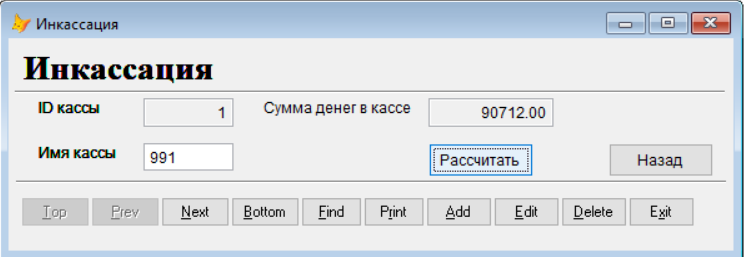 Инкассация
Инкассация
ID кассы 1 Сумма денег в кассе 90712.00
Имя кассы 991 Рассчитать Назад
Top Prev Next Bottom Find Print Add Edit Delete Exit